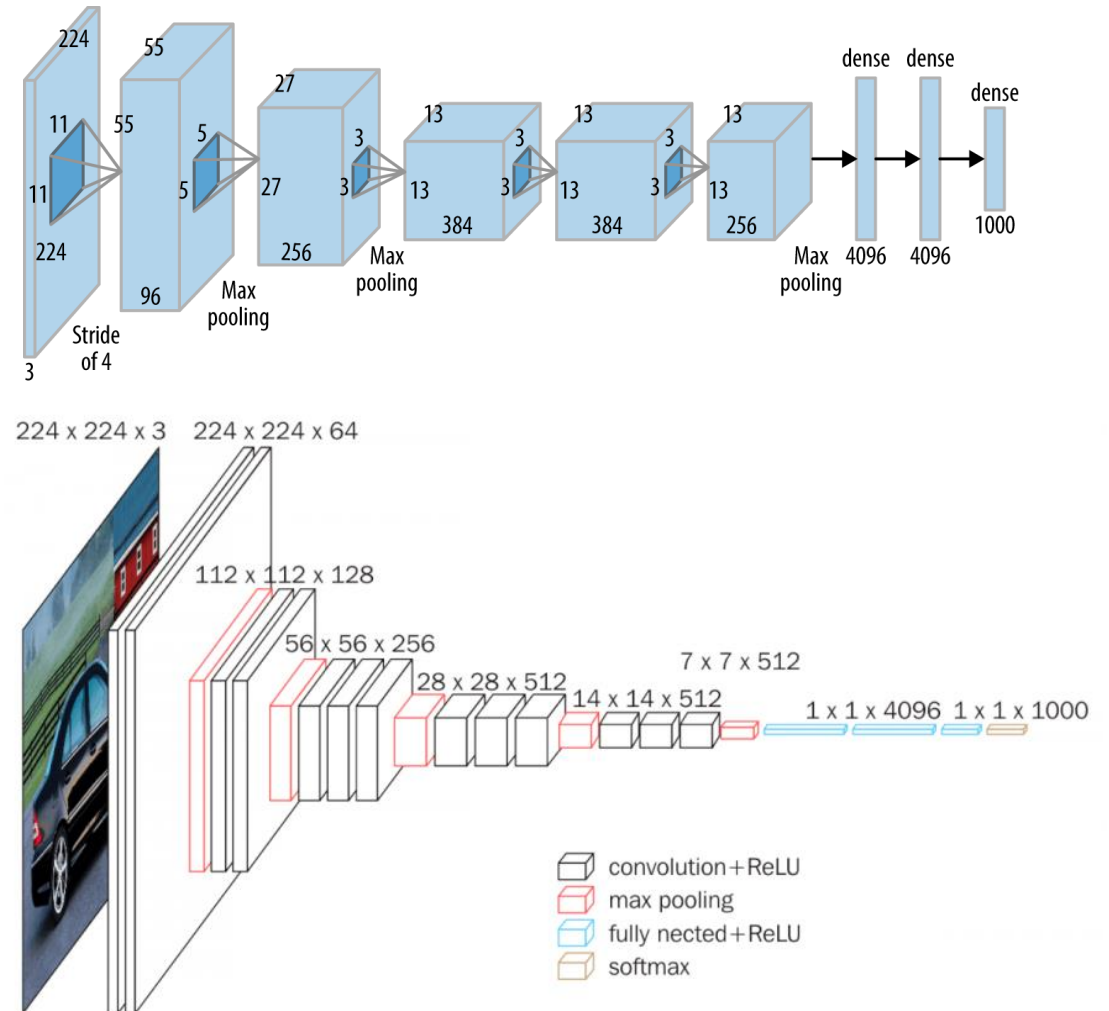 224
55
27
13
13
13
dense
dense
dense
11
55
5
3
3
3
11
5
27
3
13
3
13
3
13
224
96
256
384
384
256
1000
3
Stride
of 4
Max
pooling
Max
pooling
Max
pooling
4096
4096
224 x 224 x 3
224 x 224 x 64
112 x 112 x 128
56 x 56 x 256
28 x 28 x 512
14 x 14 x 512
7 x 7 x 512
1 x 1 x 4096
1 x 1 x 1000
convolution+ReLU
max pooling
fully nected+ReLU
softmax